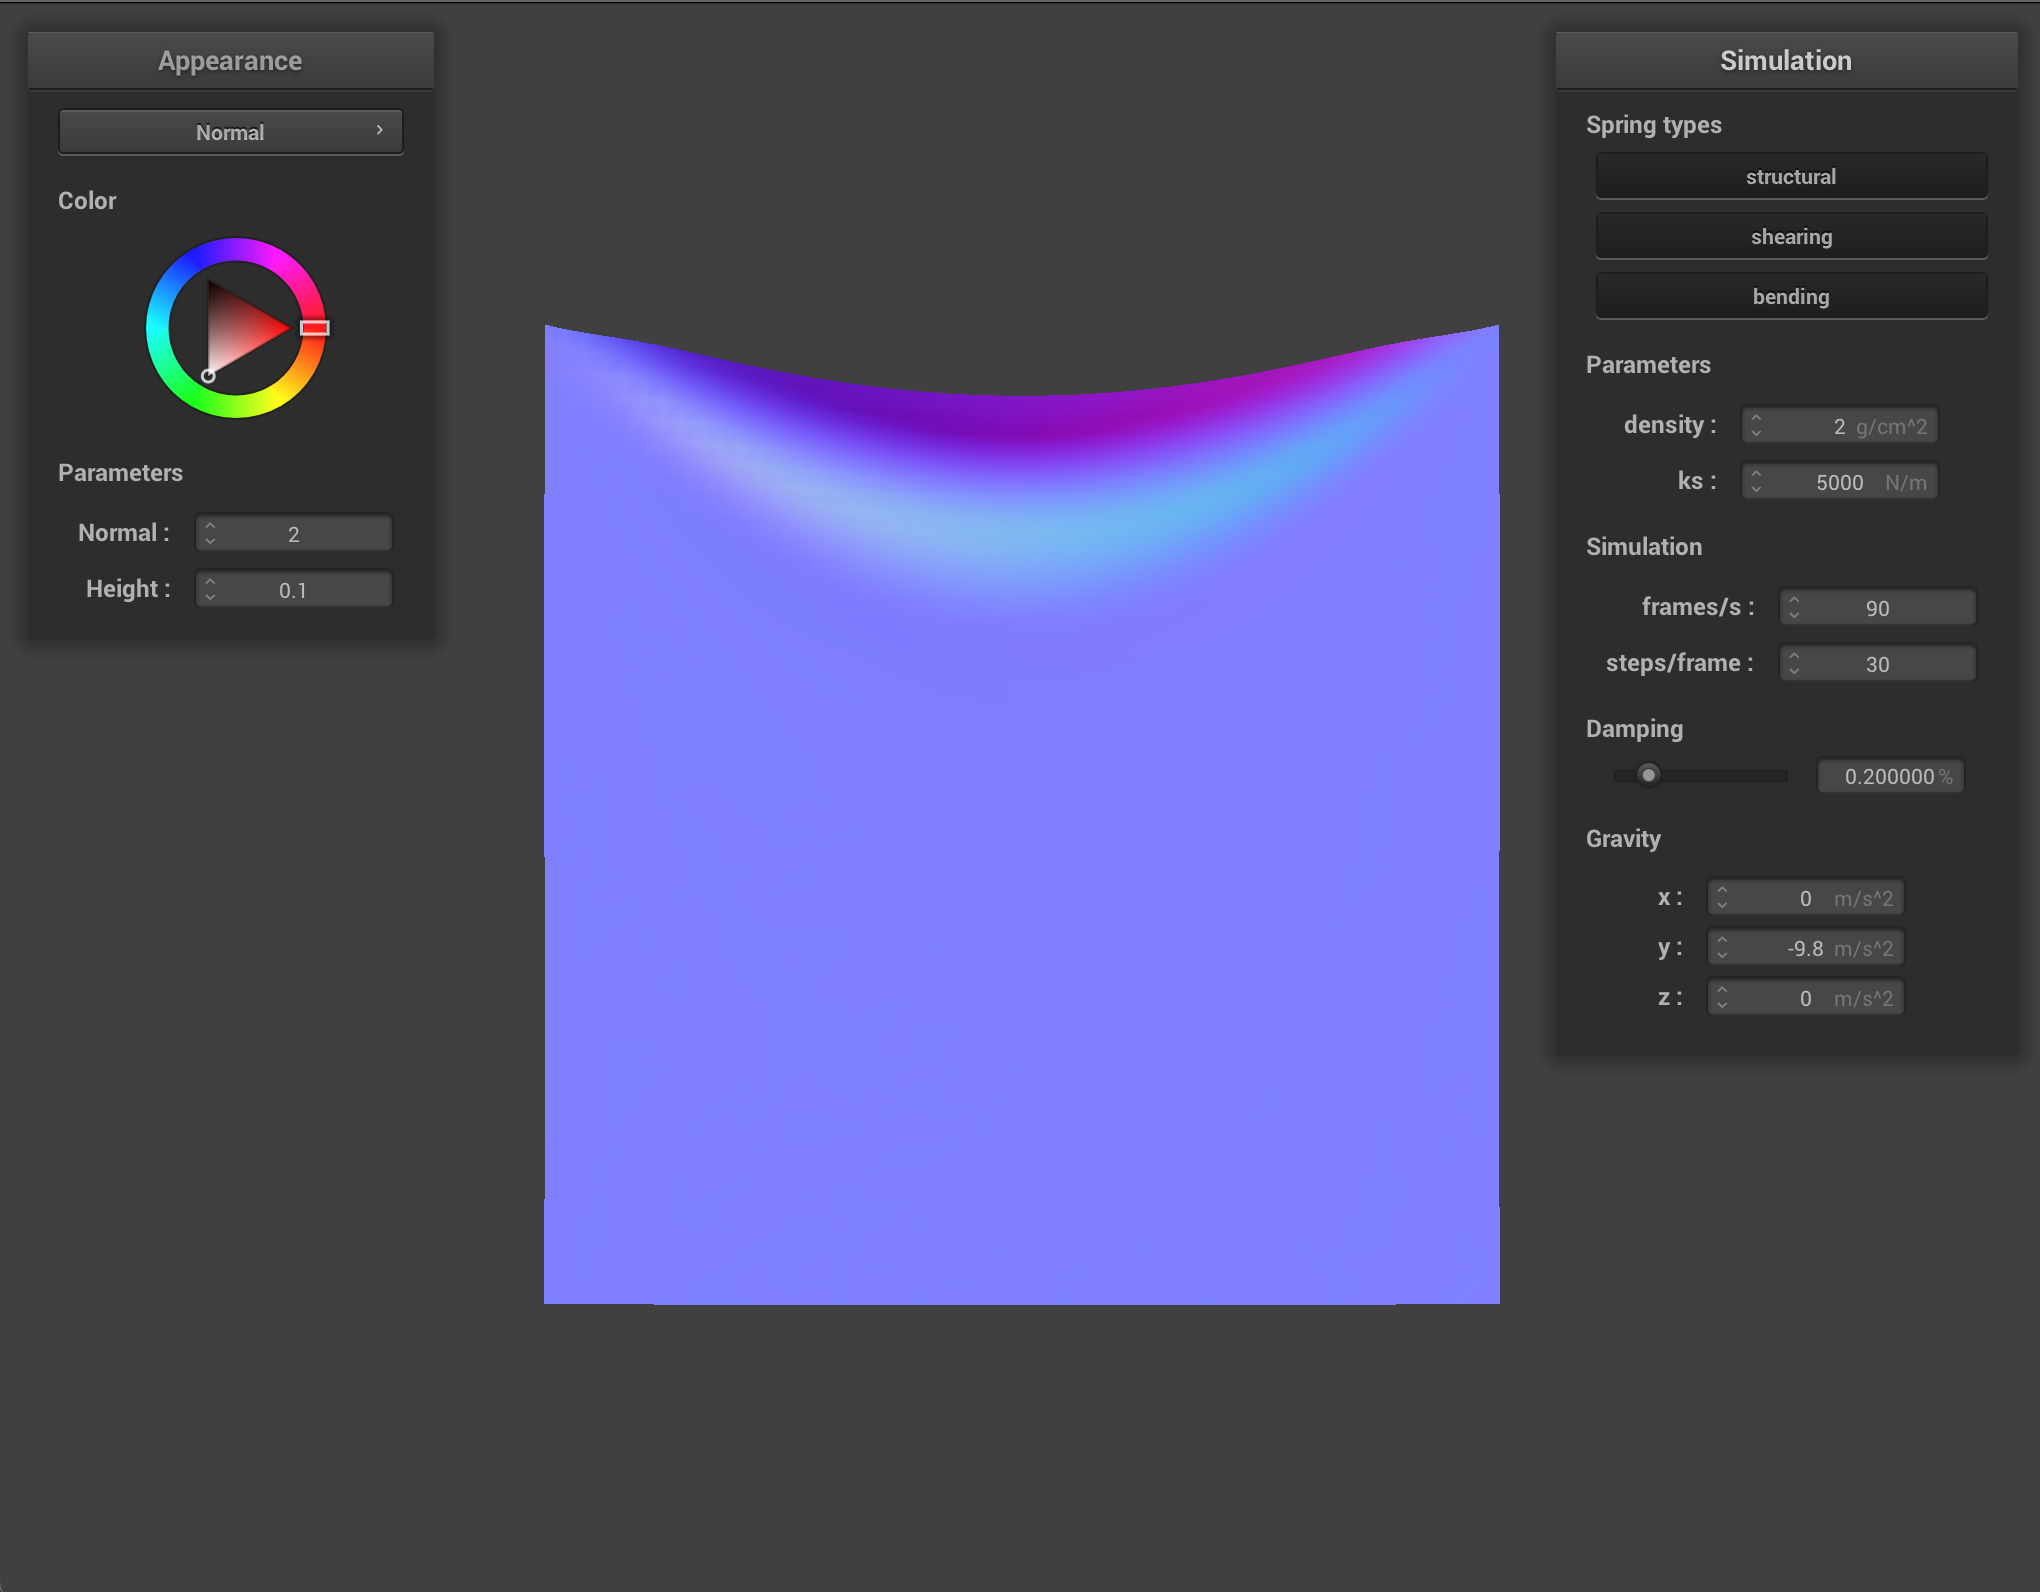 Appearance
Normal
Color
Parameters
Normal : 2
Height : 0.1
Simulation
Spring types
structural
shearing
bending
Parameters
density : 2 g/cm^2
ks : 5000 N/m
Simulation
frames/s : 90
steps/frame : 30
Damping
0.200000 %
Gravity
x : 0 m/s^2
y : -9.8 m/s^2
z : 0 m/s^2